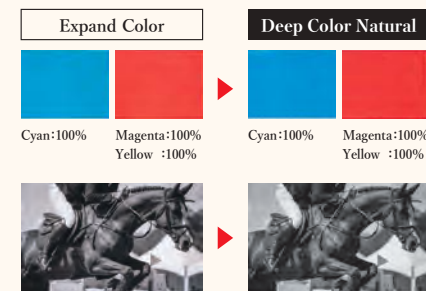 Expand Color
Deep Color Natural
Cyan:100%
Magenta:100%
Yellow :100%
Cyan:100%
Magenta:100%
Yellow :100%